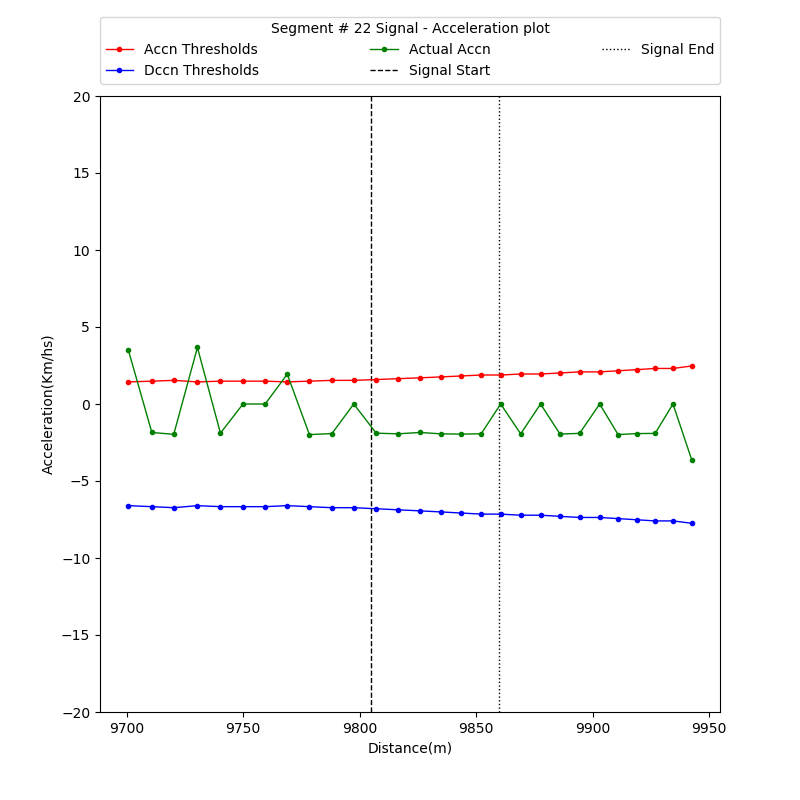 Segment # 22 Signal - Acceleration plot
Accn Thresholds
Dccn Thresholds
Actual Accn
Signal Start
Signal End
20
15
10
5
0
−5
−10
−15
−20
Acceleration(Km/hs)
9700 9750 9800 9850 9900 9950
Distance(m)